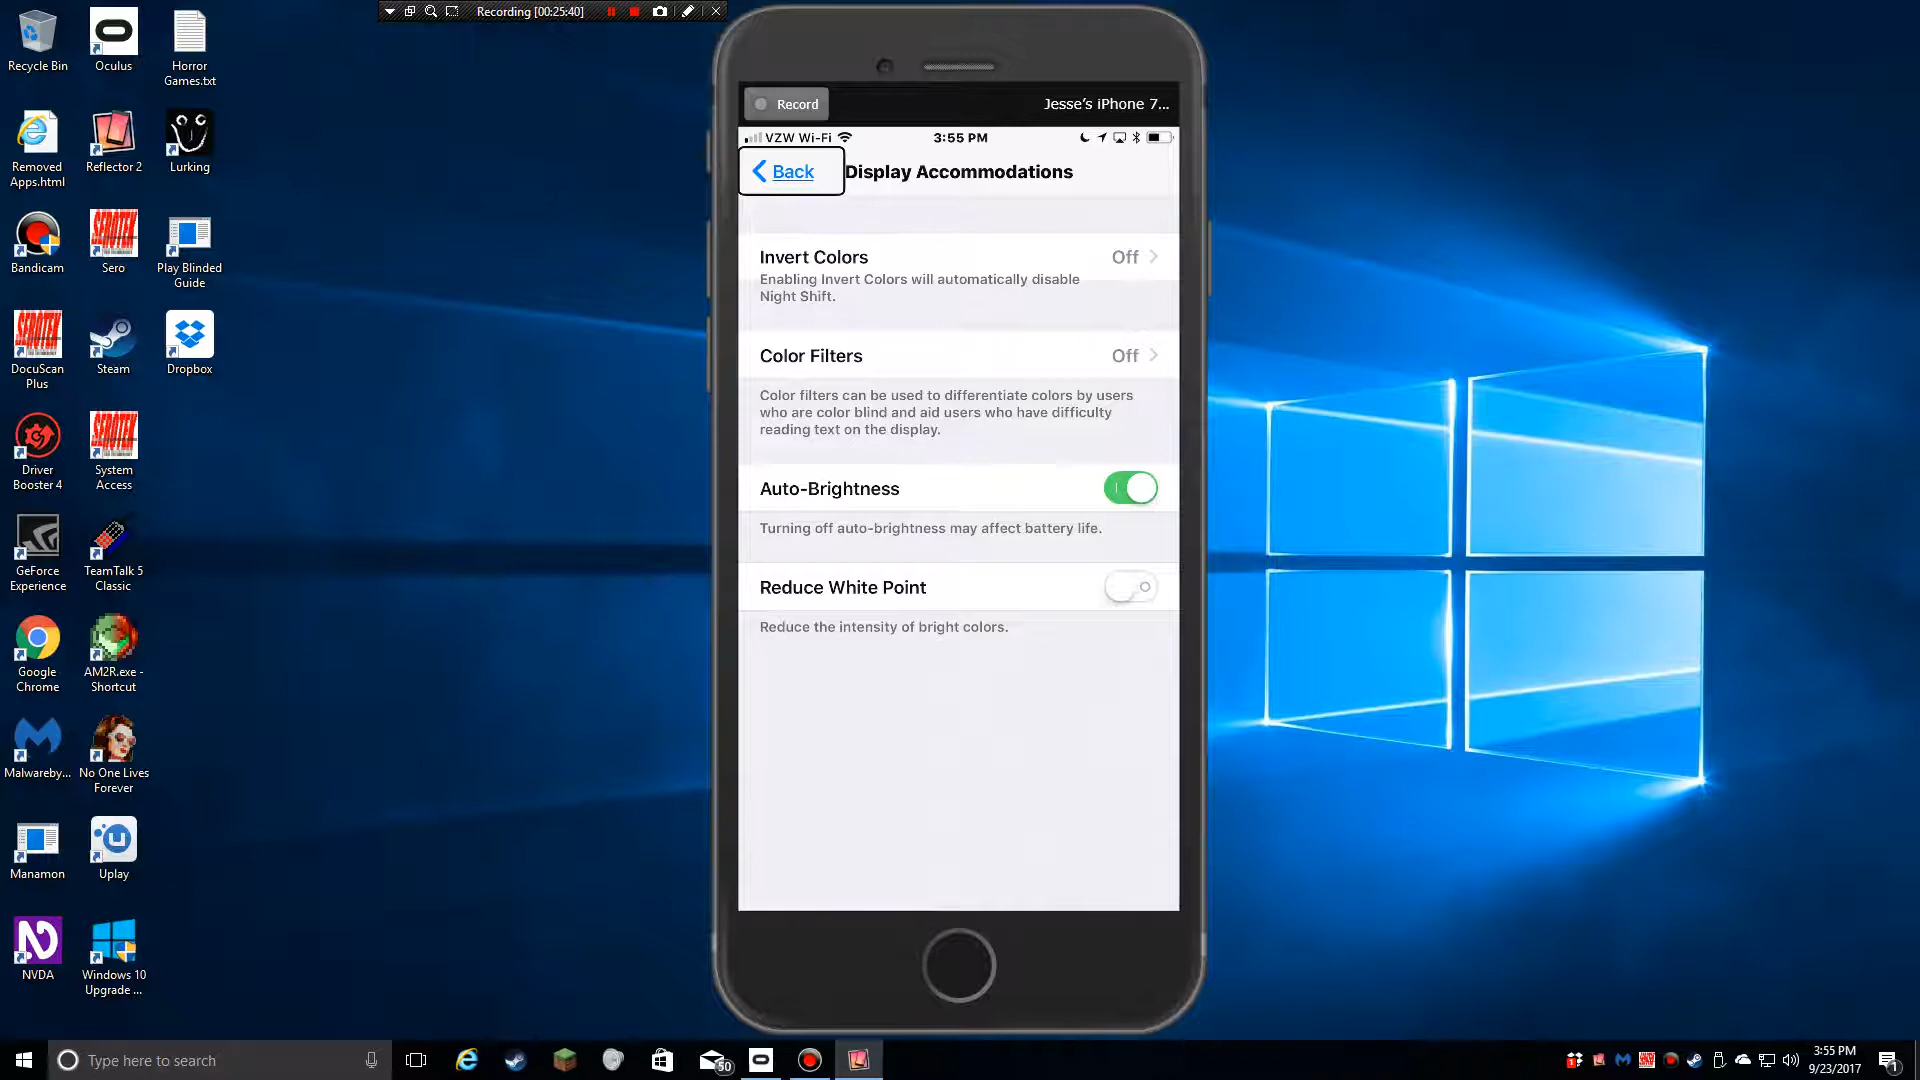 Recording [00:25:40]
Recycle Bin
Oculus
Horror
Games.txt
Removed
Apps.html
Reflector 2
Lurking
Bandicam
SEROTEK
Sero
Play Blinded
Guide
SEROTEK
DocuScan
Plus
Steam
Dropbox
Driver
Booster 4
SEROTEK
System
Access
GeForce
Experience
TeamTalk 5
Classic
Google
Chrome
AM2R.exe -
Shortcut
Malwareby...
No One Lives
Forever
Manamon
Uplay
NVDA
Windows 10
Upgrade ...
Record
Jesse's iPhone 7...
VZW Wi-Fi
3:55 PM
Back
Display Accommodations
Invert Colors
Off
Enabling Invert Colors will automatically disable
Night Shift.
Color Filters
Off
Color filters can be used to differentiate colors by users
who are color blind and aid users who have difficulty
reading text on the display.
Auto-Brightness
Turning off auto-brightness may affect battery life.
Reduce White Point
Reduce the intensity of bright colors.
Type here to search
50
3:55 PM
9/23/2017
1